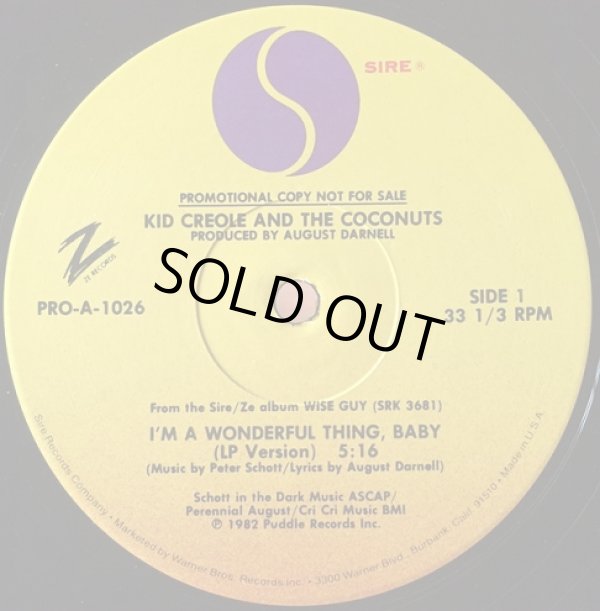 SIRE ®
PROMOTIONAL COPY NOT FOR SALE
KID CREOLE AND THE COCONUTS
PRODUCED BY AUGUST DARNELL
Z
ZE RECORDS
PRO-A-1026
SOLD OUT
SIDE 1
33 1/3 RPM
From the Sire/Ze album WISE GUY (SRK 3681)
I'M A WONDERFUL THING, BABY
(LP Version) 5:16
(Music by Peter Schott/Lyrics by August Darnell)
Schott in the Dark Music ASCAP/
Perennial August/Cri Cri Music BMI
℗ 1982 Puddle Records Inc.
Sire Records Company • Marketed by Warner Bros. Records Inc. • 3300 Warner Blvd., Burbank, Calif. 91510 • Made in U.S.A.